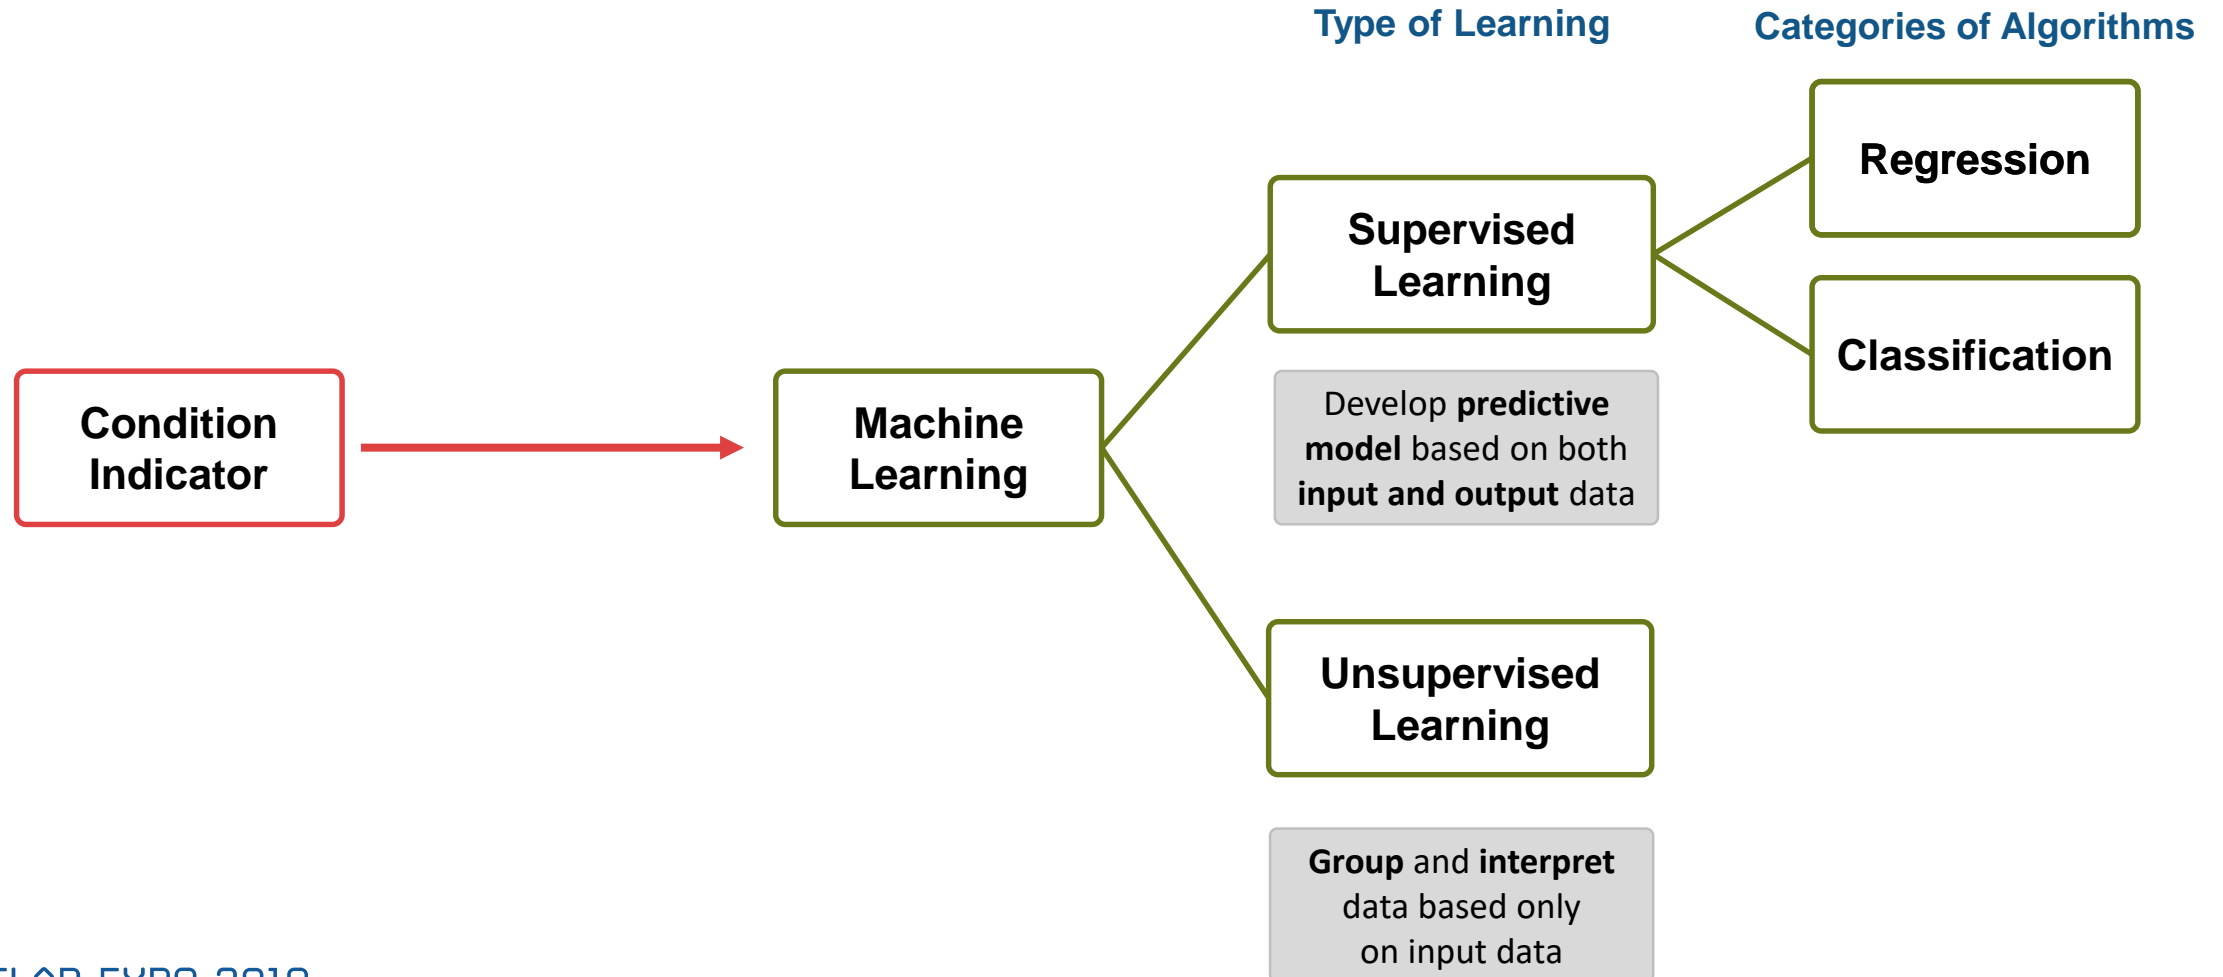 Type of Learning
Categories of Algorithms
Regression
Supervised
Learning
Classification
Condition
Indicator
Machine
Learning
Develop predictive
model based on both
input and output data
Unsupervised
Learning
Group and interpret
data based only
on input data